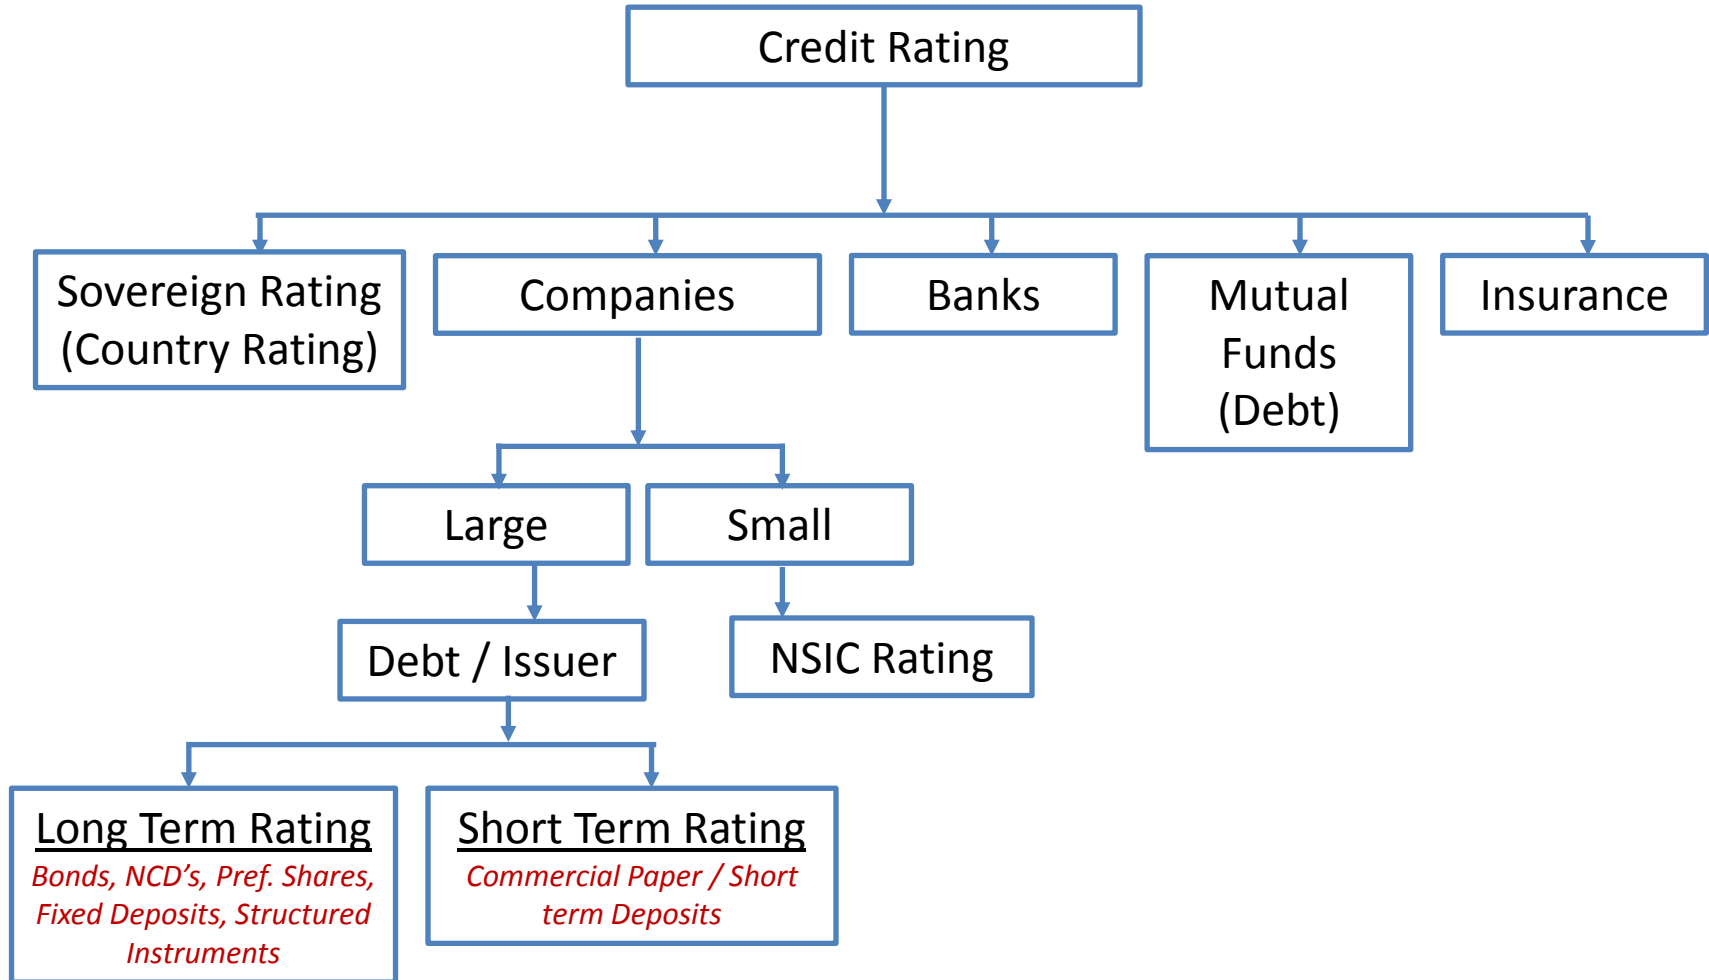 Credit Rating
Sovereign Rating
(Country Rating)
Companies
Banks
Mutual
Funds
(Debt)
Insurance
Large
Small
Debt / Issuer
NSIC Rating
Long Term Rating
Bonds, NCD’s, Pref. Shares,
Fixed Deposits, Structured
Instruments
Short Term Rating
Commercial Paper / Short
term Deposits